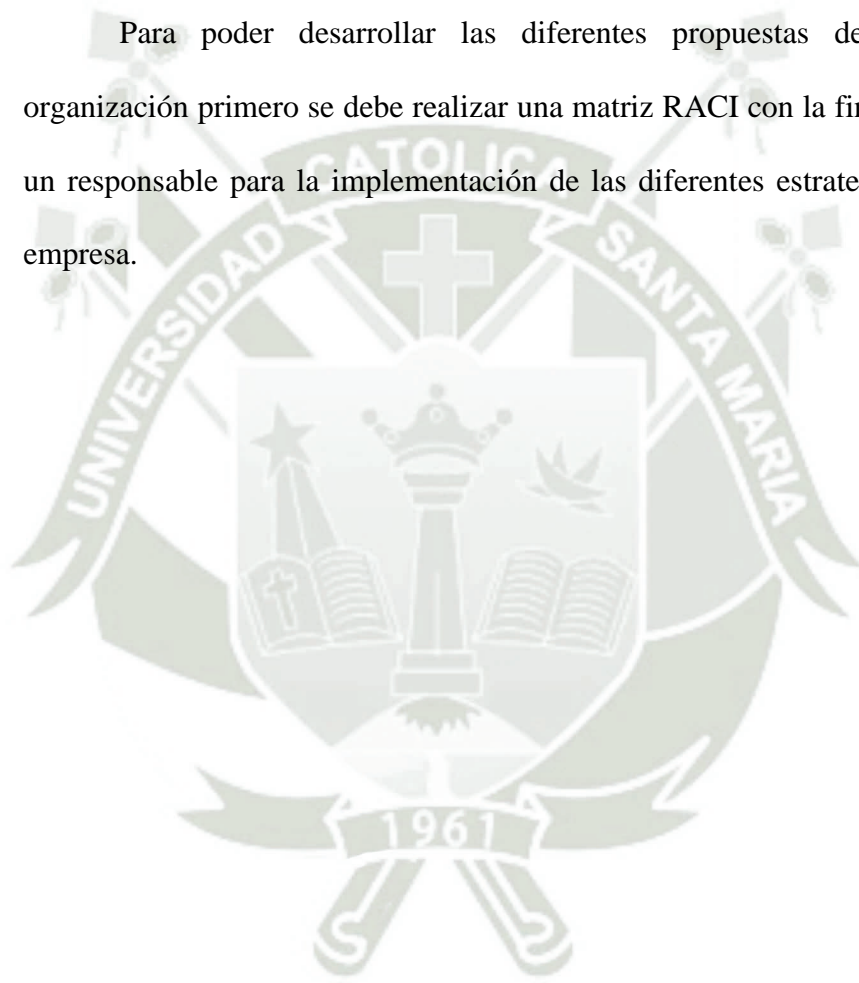 Para poder desarrollar las diferentes propuestas de
organización primero se debe realizar una matriz RACI con la fin
un responsable para la implementación de las diferentes estrate
empresa.
UNIVERSIDAD CATOLICA SANTA MARIA
1961